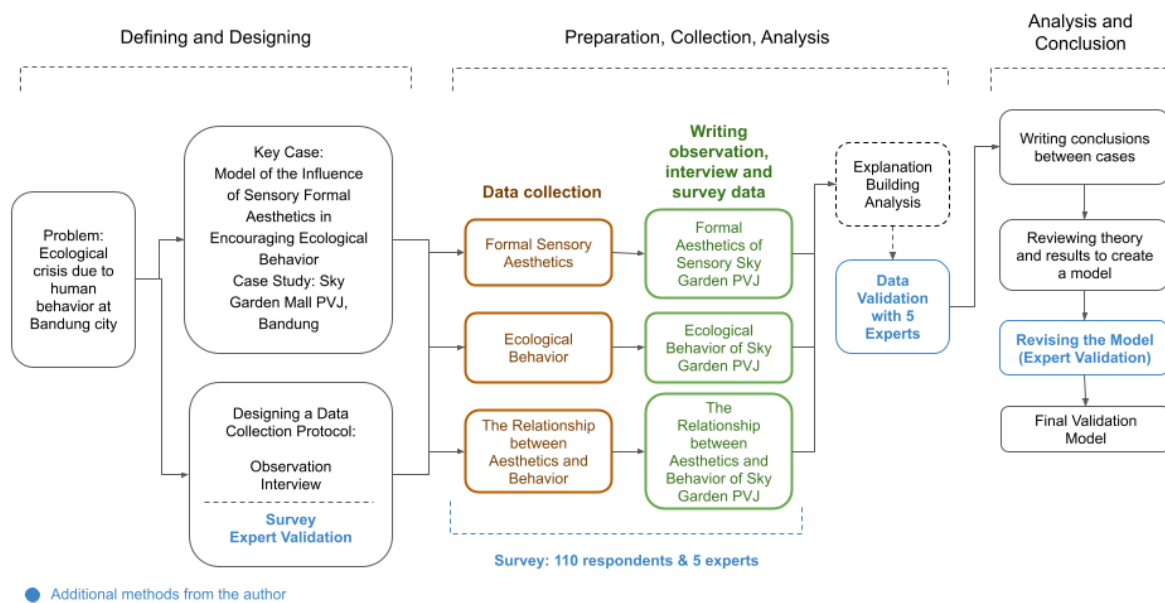 Defining and Designing
Preparation, Collection, Analysis
Analysis and
Conclusion
Problem:
Ecological
crisis due to
human
behavior at
Bandung city
Key Case:
Model of the Influence
of Sensory Formal
Aesthetics in
Encouraging Ecological
Behavior
Case Study: Sky
Garden Mall PVJ,
Bandung
Designing a Data
Collection Protocol:
Observation
Interview
Survey
Expert Validation
Data collection
Formal Sensory
Aesthetics
Ecological
Behavior
The Relationship
between
Aesthetics and
Behavior
Writing
observation,
interview and
survey data
Formal
Aesthetics of
Sensory Sky
Garden PVJ
Ecological
Behavior of Sky
Garden PVJ
The
Relationship
between
Aesthetics and
Behavior of Sky
Garden PVJ
Survey: 110 respondents & 5 experts
Explanation
Building
Analysis
Data
Validation
with 5
Experts
Writing conclusions
between cases
Reviewing theory
and results to create
a model
Revising the Model
(Expert Validation)
Final Validation
Model
Additional methods from the author